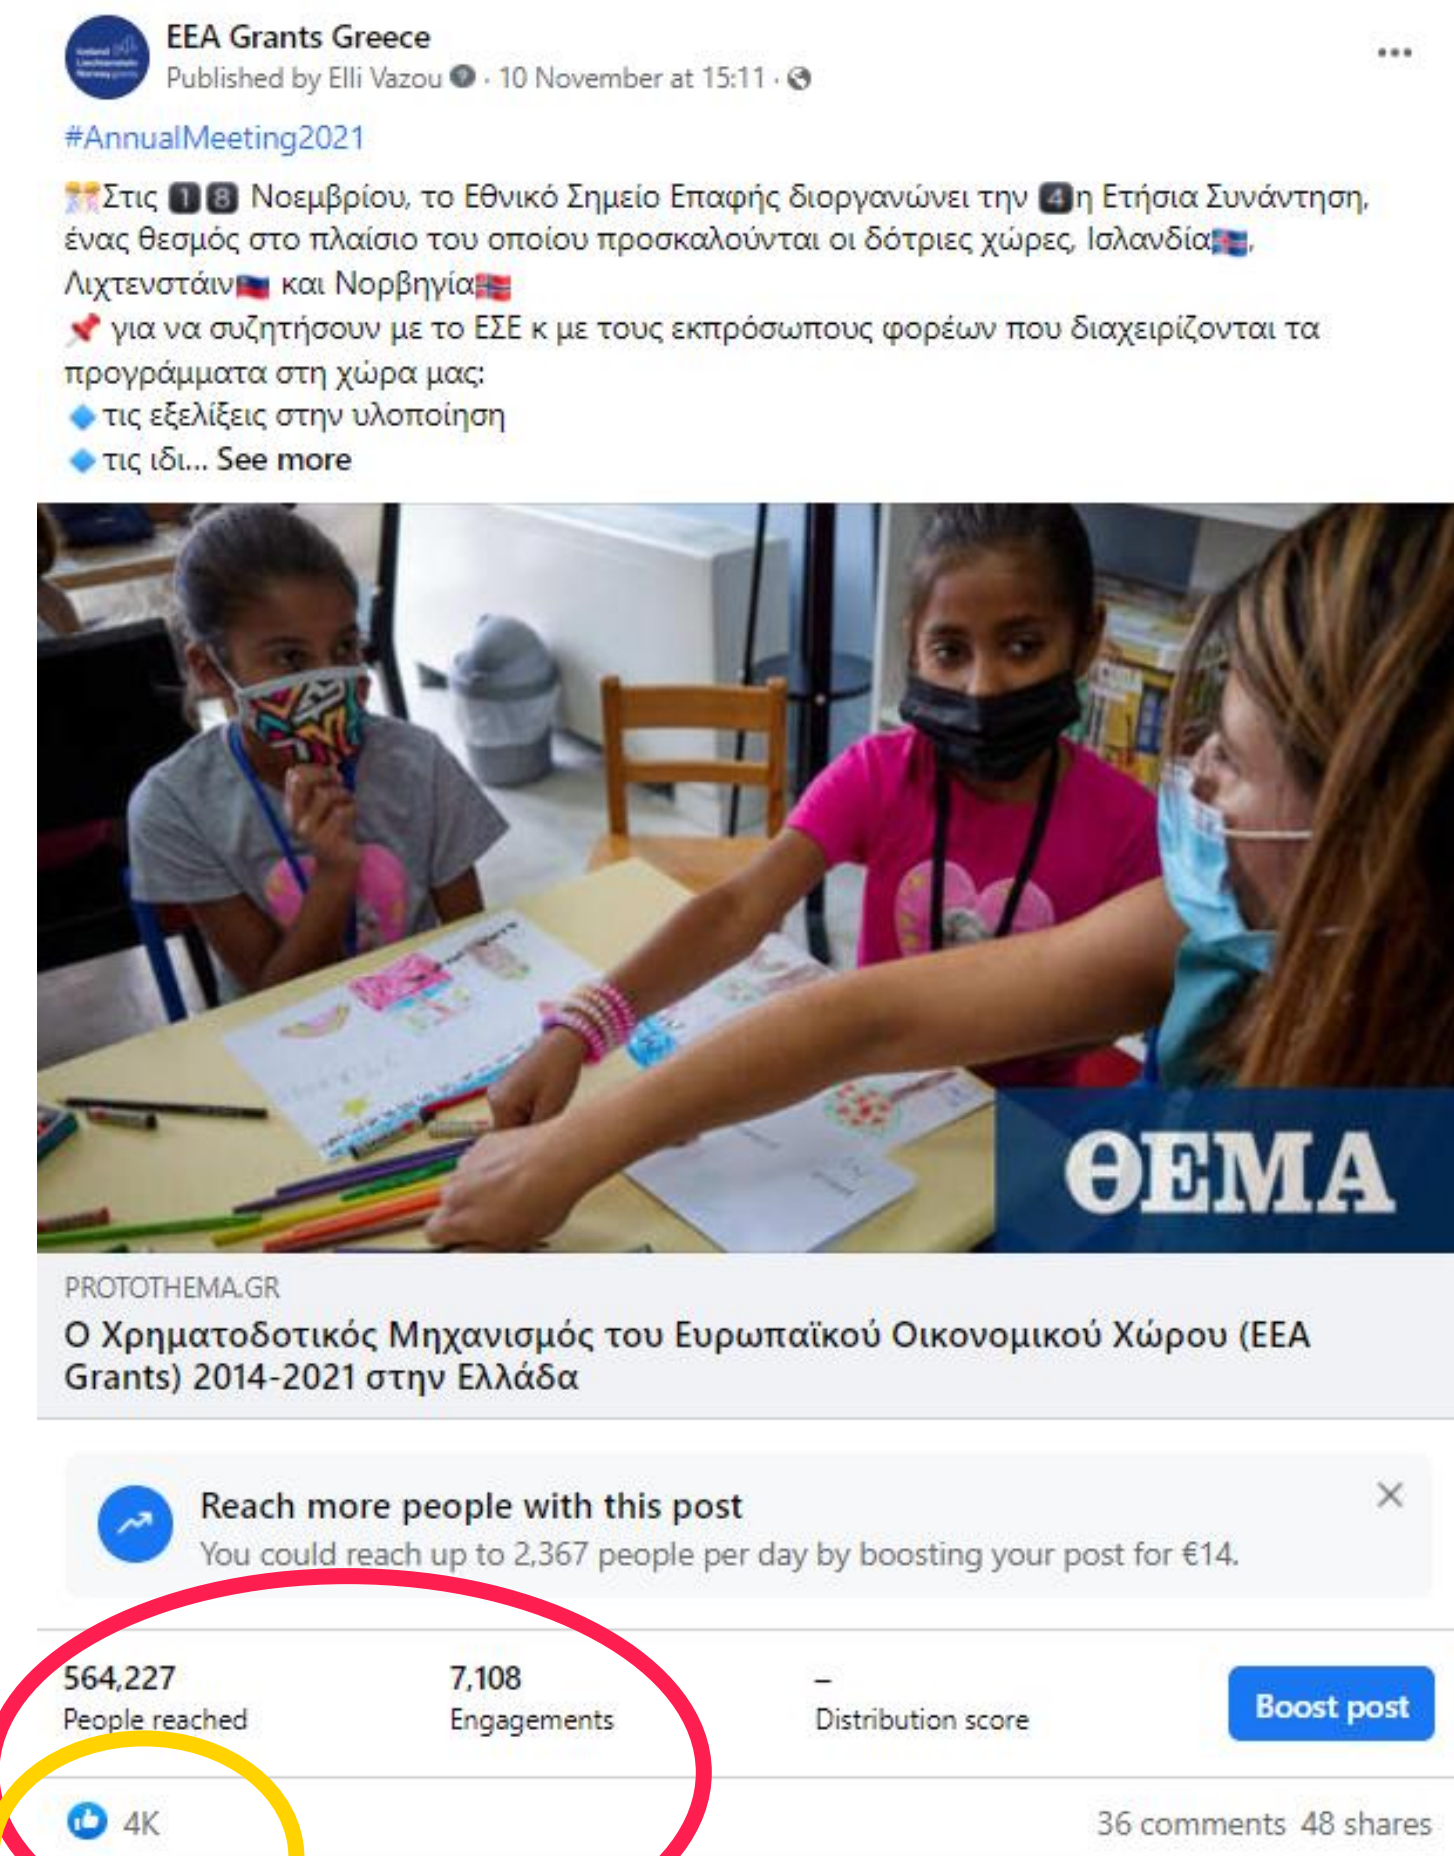 EEA Grants Greece
Published by Elli Vazou · 10 November at 15:11 ·
#AnnualMeeting2021
Στις 1 8 Νοεμβρίου, το Εθνικό Σημείο Επαφής διοργανώνει την 4 η Ετήσια Συνάντηση,
ένας θεσμός στο πλαίσιο του οποίου προσκαλούνται οι δότριες χώρες, Ισλανδία,
Λιχτενστάιν και Νορβηγία
για να συζητήσουν με το ΕΣΕ κ με τους εκπρόσωπους φορέων που διαχειρίζονται τα
προγράμματα στη χώρα μας:
τις εξελίξεις στην υλοποίηση
τις ιδι... See more
ΘΕΜΑ
PROTOTHEMA.GR
Ο Χρηματοδοτικός Μηχανισμός του Ευρωπαϊκού Οικονομικού Χώρου (EEA
Grants) 2014-2021 στην Ελλάδα
Reach more people with this post
You could reach up to 2,367 people per day by boosting your post for €14.
564,227 7,108 –
People reached Engagements Distribution score Boost post
4K 36 comments 48 shares